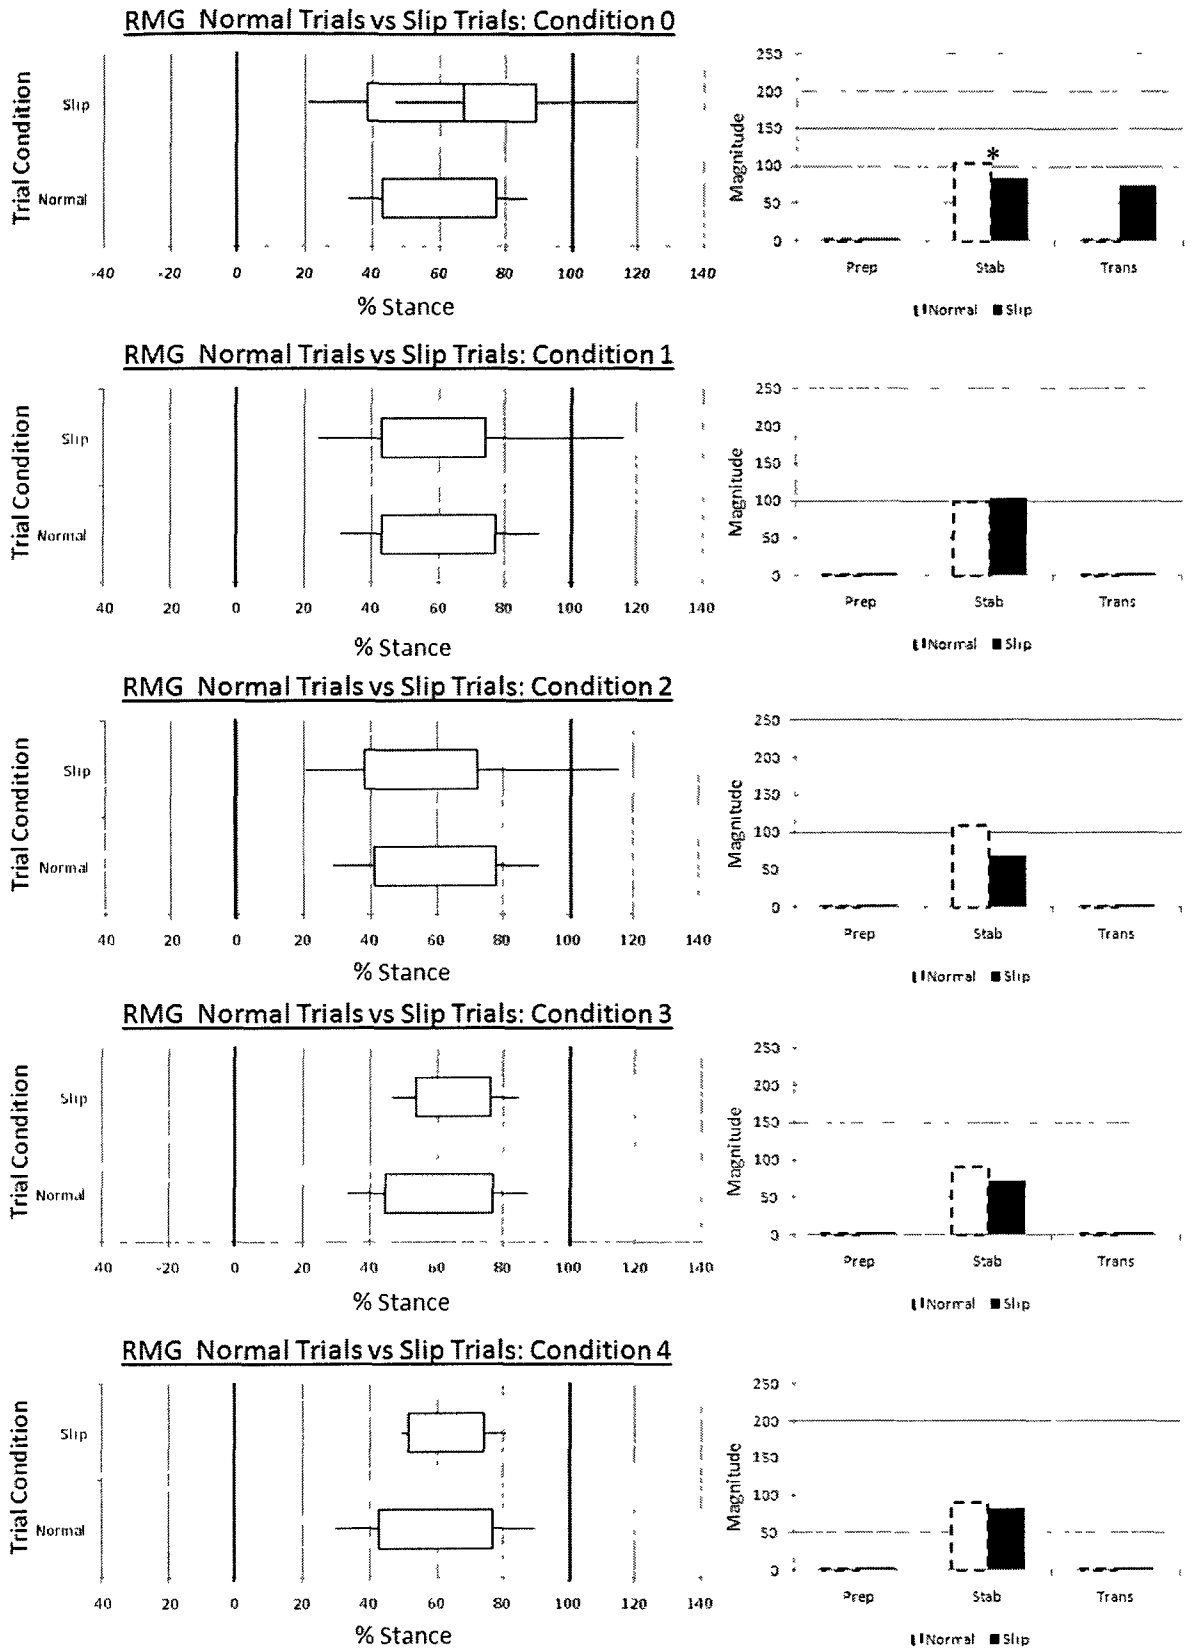 RMG Normal Trials vs Slip Trials: Condition 0
Trial Condition
Slip
Normal
-40 20 0 20 40 60 80 100 120 140
% Stance
Magnitude
250
200
150
100
50
0
*
Prep Stab Trans
Normal Slip
RMG Normal Trials vs Slip Trials: Condition 1
Trial Condition
Slip
Normal
40 20 0 20 40 60 80 100 120 140
% Stance
Magnitude
250
200
150
100
50
0
Prep Stab Trans
Normal Slip
RMG Normal Trials vs Slip Trials: Condition 2
Trial Condition
Slip
Normal
40 20 0 20 40 60 80 100 120 140
% Stance
Magnitude
250
200
150
100
50
0
Prep Stab Trans
Normal Slip
RMG Normal Trials vs Slip Trials: Condition 3
Trial Condition
Slip
Normal
40 -20 0 20 40 60 80 100 120 140
% Stance
Magnitude
250
200
150
100
50
0
Prep Stab Trans
Normal Slip
RMG Normal Trials vs Slip Trials: Condition 4
Trial Condition
Slip
Normal
40 20 0 20 40 60 80 100 120 140
% Stance
Magnitude
250
200
150
100
50
0
Prep Stab Trans
Normal Slip